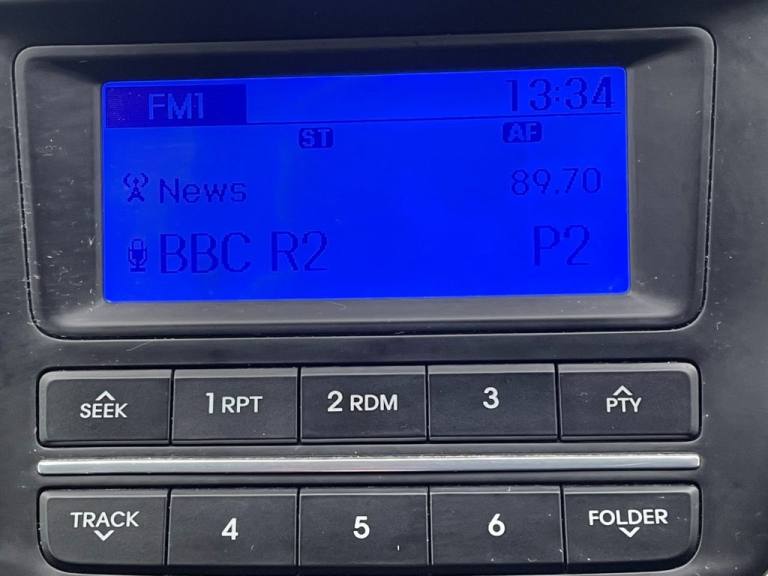 FM1 13:34
ST AF
News 89.70
BBC R2 P2
SEEK 1 RPT 2 RDM 3 PTY
TRACK 4 5 6 FOLDER